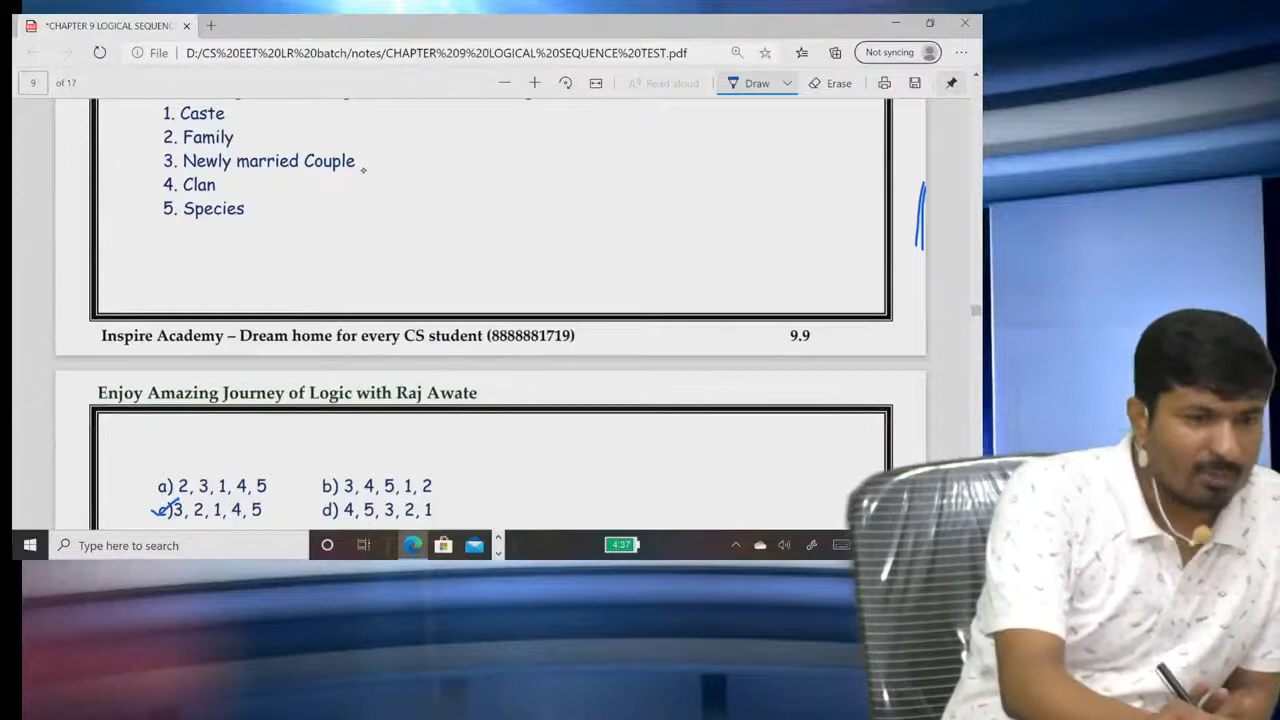 *CHAPTER 9 LOGICAL SEQUENC
File D:/CS%20EET%20LR%20batch/notes/CHAPTER%209%20LOGICAL%20SEQUENCE%20TEST.pdf Not syncing
9 of 17 Read aloud Draw Erase
1. Caste
2. Family
3. Newly married Couple
4. Clan
5. Species
Inspire Academy – Dream home for every CS student (8888881719) 9.9
Enjoy Amazing Journey of Logic with Raj Awate
a) 2, 3, 1, 4, 5 b) 3, 4, 5, 1, 2
c)3, 2, 1, 4, 5 d) 4, 5, 3, 2, 1
Type here to search 4:37